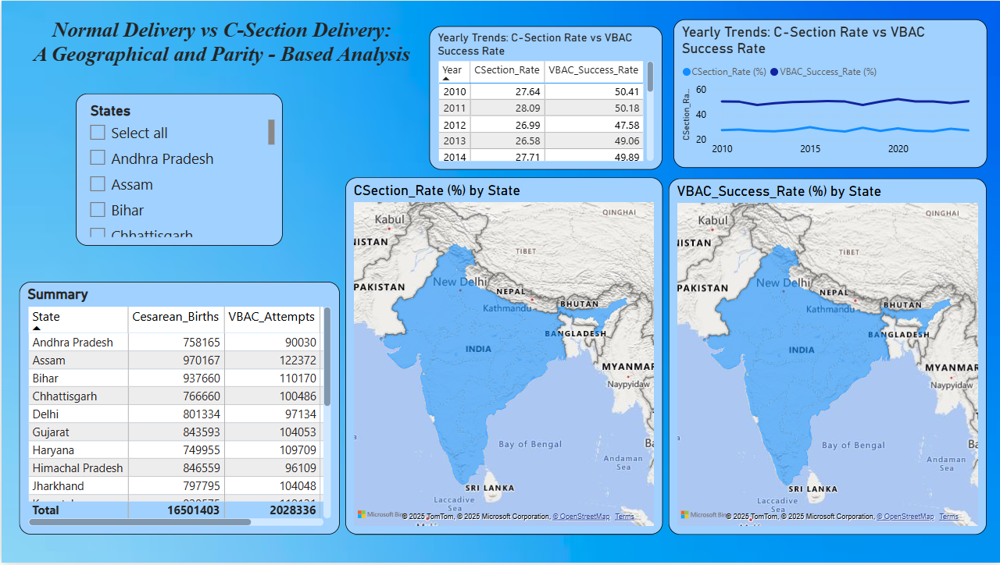 Normal Delivery vs C-Section Delivery:
A Geographical and Parity - Based Analysis
States
Select all
Andhra Pradesh
Assam
Bihar
Chhattisgarh
Yearly Trends: C-Section Rate vs VBAC
Success Rate
Year CSection_Rate VBAC_Success_Rate
2010 27.64 50.41
2011 28.09 50.18
2012 26.99 47.58
2013 26.58 49.06
2014 27.71 49.89
Yearly Trends: C-Section Rate vs VBAC
Success Rate
CSection_Rate (%) VBAC_Success_Rate (%)
CSection_Ra...
60
40
20
2010 2015 2020
Summary
State Cesarean_Births VBAC_Attempts
Andhra Pradesh 758165 90030
Assam 970167 122372
Bihar 937660 110170
Chhattisgarh 766660 100486
Delhi 801334 97134
Gujarat 843593 104053
Haryana 749955 109709
Himachal Pradesh 846559 96109
Jharkhand 797795 104048
Total 16501403 2028336
CSection_Rate (%) by State
QINGHAI
Kabul
NISTAN
TIBET
New Delhi
PAKISTAN
NEPAL
BHUTAN
Kathmandu
BANGLADESH
INDIA
MYANMAR
Naypyidaw
Bay of Bengal
Andaman
Sea
SRI LANKA
Laccadive
Sea
Microsoft Bin
© 2025 TomTom, © 2025 Microsoft Corporation, © OpenStreetMap Terms
VBAC_Success_Rate (%) by State
QINGHAI
Kabul
NISTAN
TIBET
New Delhi
PAKISTAN
NEPAL
BHUTAN
Kathmandu
BANGLADESH
INDIA
MYANMAR
Naypyidaw
Bay of Bengal
Andaman
Sea
SRI LANKA
Laccadive
Sea
Microsoft Bin
© 2025 TomTom, © 2025 Microsoft Corporation, © OpenStreetMap Terms